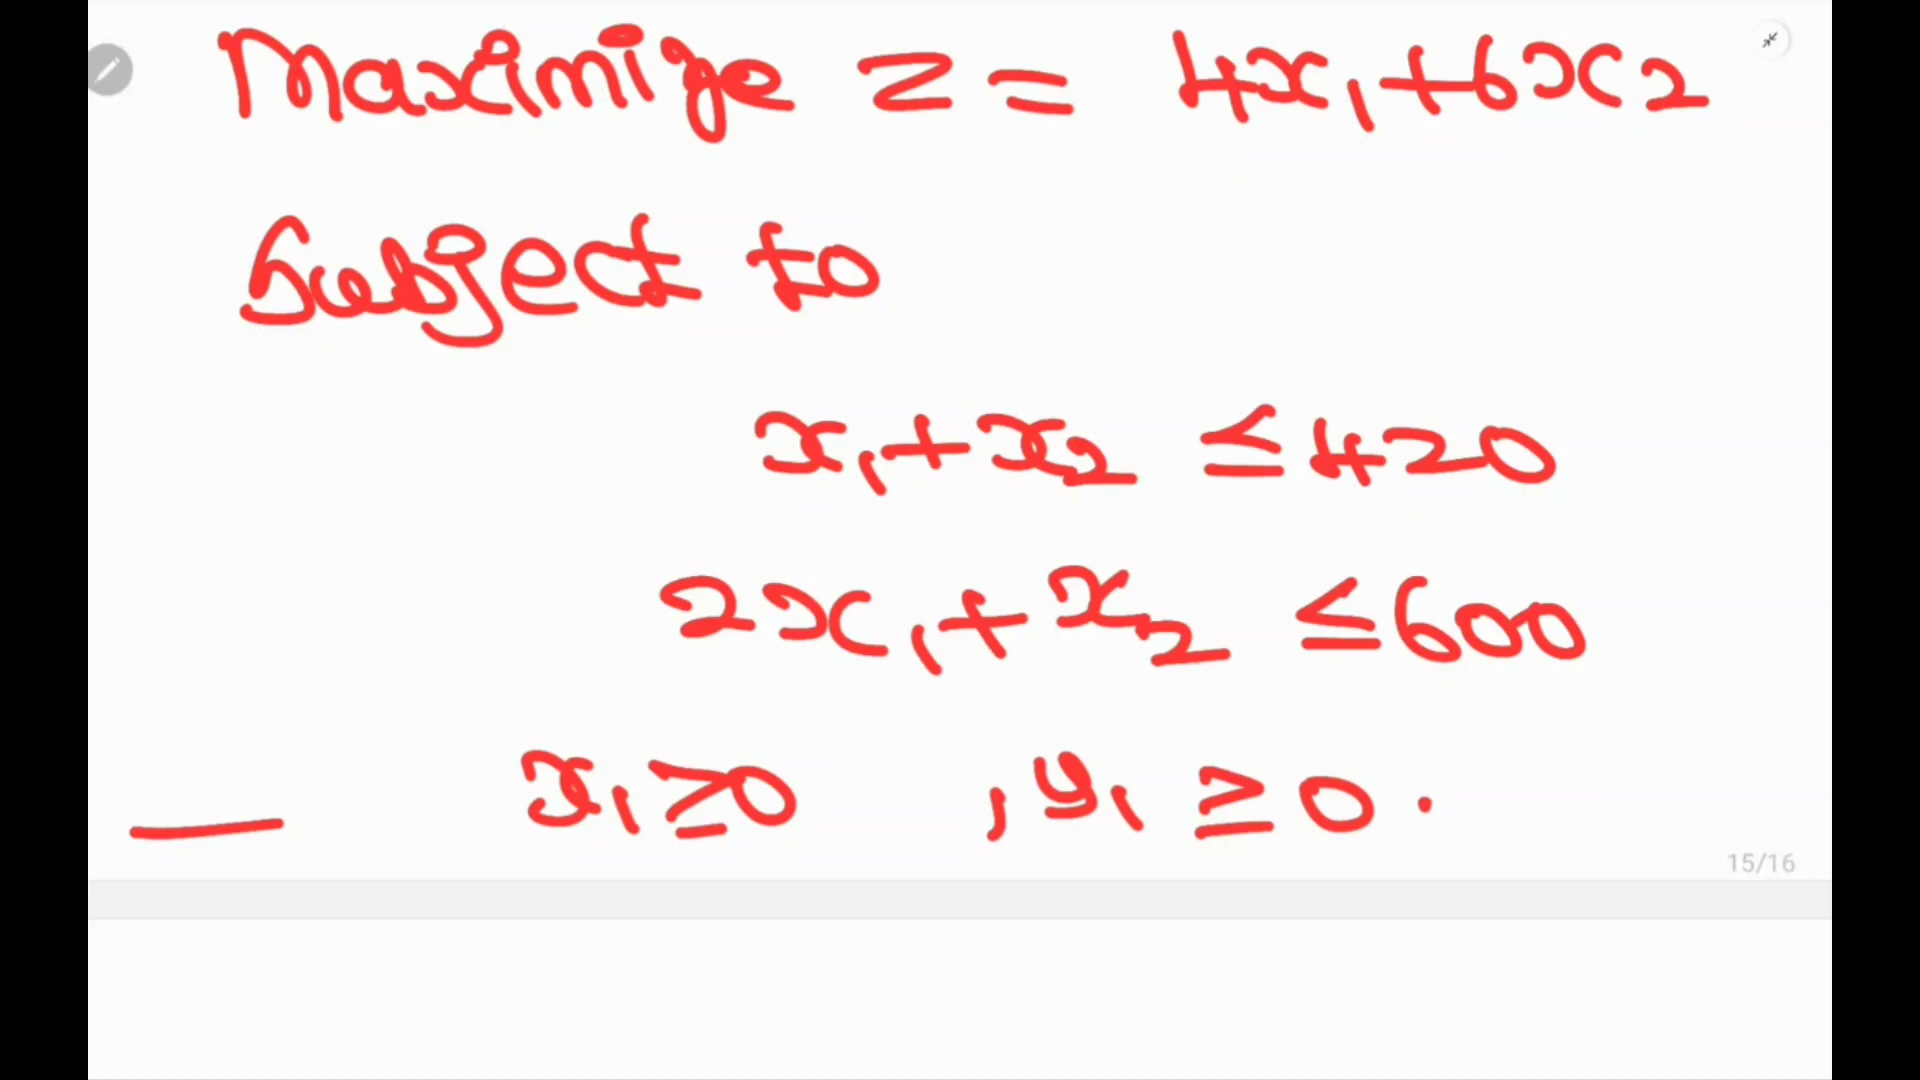 Maximize Z = 4x₁+6x₂
Subject to
x₁+x₂ ≤420
2x₁+x₂ ≤600
x₁≥0 , y₁ ≥0.
15/16